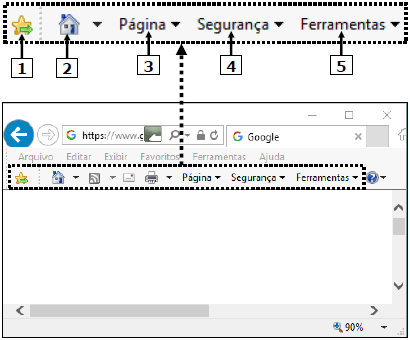 Página Segurança Ferramentas
1 2 3 4 5
https://www.g Google
Arquivo Editar Exibir Favoritos Ferramentas Ajuda
Página Segurança Ferramentas
90%